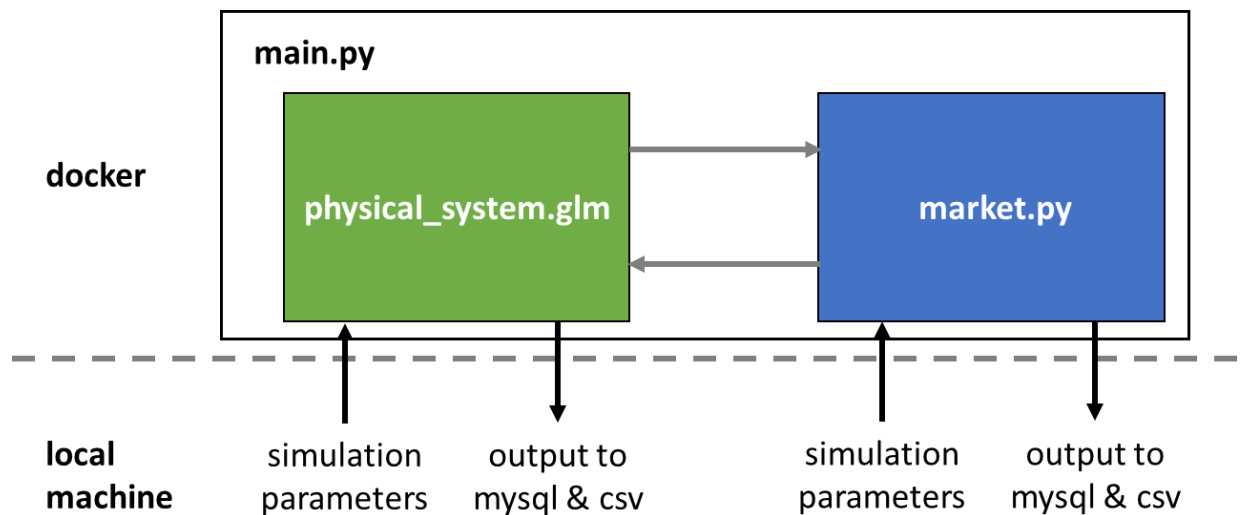 main.py
docker
physical_system.glm
market.py
local
machine
simulation
parameters
output to
mysql & csv
simulation
parameters
output to
mysql & csv